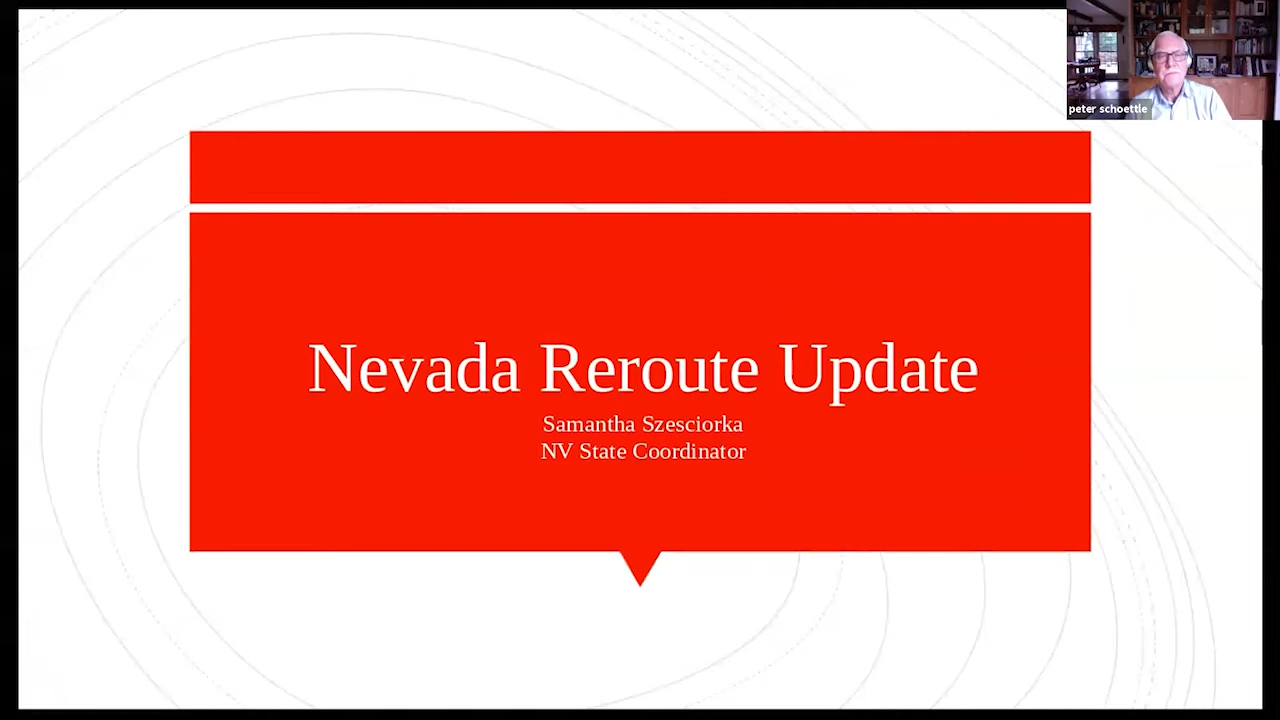 Nevada Reroute Update
Samantha Szesciorka
NV State Coordinator
peter schoettle